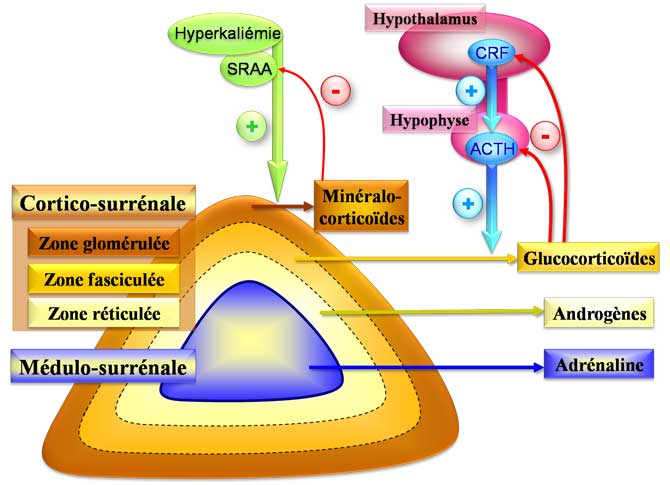 Hyperkaliémie
SRAA
-
+
Hypothalamus
CRF
+
Hypophyse
ACTH
-
+
Cortico-surrénale
Zone glomérulée
Zone fasciculée
Zone réticulée
Médulo-surrénale
Minéralo-
corticoïdes
Glucocorticoïdes
Androgènes
Adrénaline